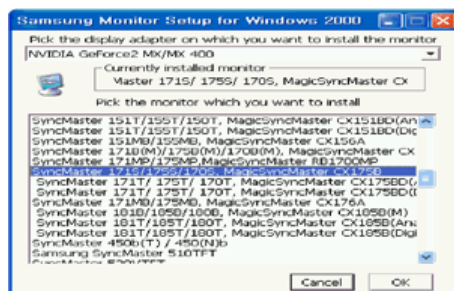 Samsung Monitor Setup for Windows 2000
Pick the display adapter on which you want to install the monitor
NVIDIA GeForce2 MX/MX 400
Currently installed monitor
Master 171S/ 175S/ 170S, MagicSyncMaster CX
Pick the monitor which you want to install
SyncMaster 151T/155T/150T, MagicSyncMaster CX151BD(An
SyncMaster 151T/155T/150T, MagicSyncMaster CX151BD(Dig
SyncMaster 151MB/155MB, MagicSyncMaster CX156A
SyncMaster 171B(M)/175B(M)/170B(M), MagicSyncMaster CX
SyncMaster 171MP/175MP,MagicSyncMaster RB1700MP
SyncMaster 171S/175S/170S, MagicSyncMaster CX175B
SyncMaster 171T/ 175T/ 170T, MagicSyncMaster CX175BD(
SyncMaster 171T/ 175T/ 170T, MagicSyncMaster CX175BD(
SyncMaster 171MB/175MB, MagicSyncMaster CX176A
SyncMaster 181B/185B/180B, MagicSyncMaster CX185B(M)
SyncMaster 181T/185T/180T, MagicSyncMaster CX185B(Ana
SyncMaster 181T/185T/180T, MagicSyncMaster CX185B(Digi
SyncMaster 450b(T) / 450(N)b
Samsung SyncMaster 510TFT
Cancel OK